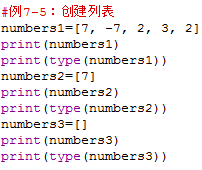 #例7-5：创建列表
numbers1=[7, -7, 2, 3, 2]
print(numbers1)
print(type(numbers1))
numbers2=[7]
print(numbers2)
print(type(numbers2))
numbers3=[]
print(numbers3)
print(type(numbers3))